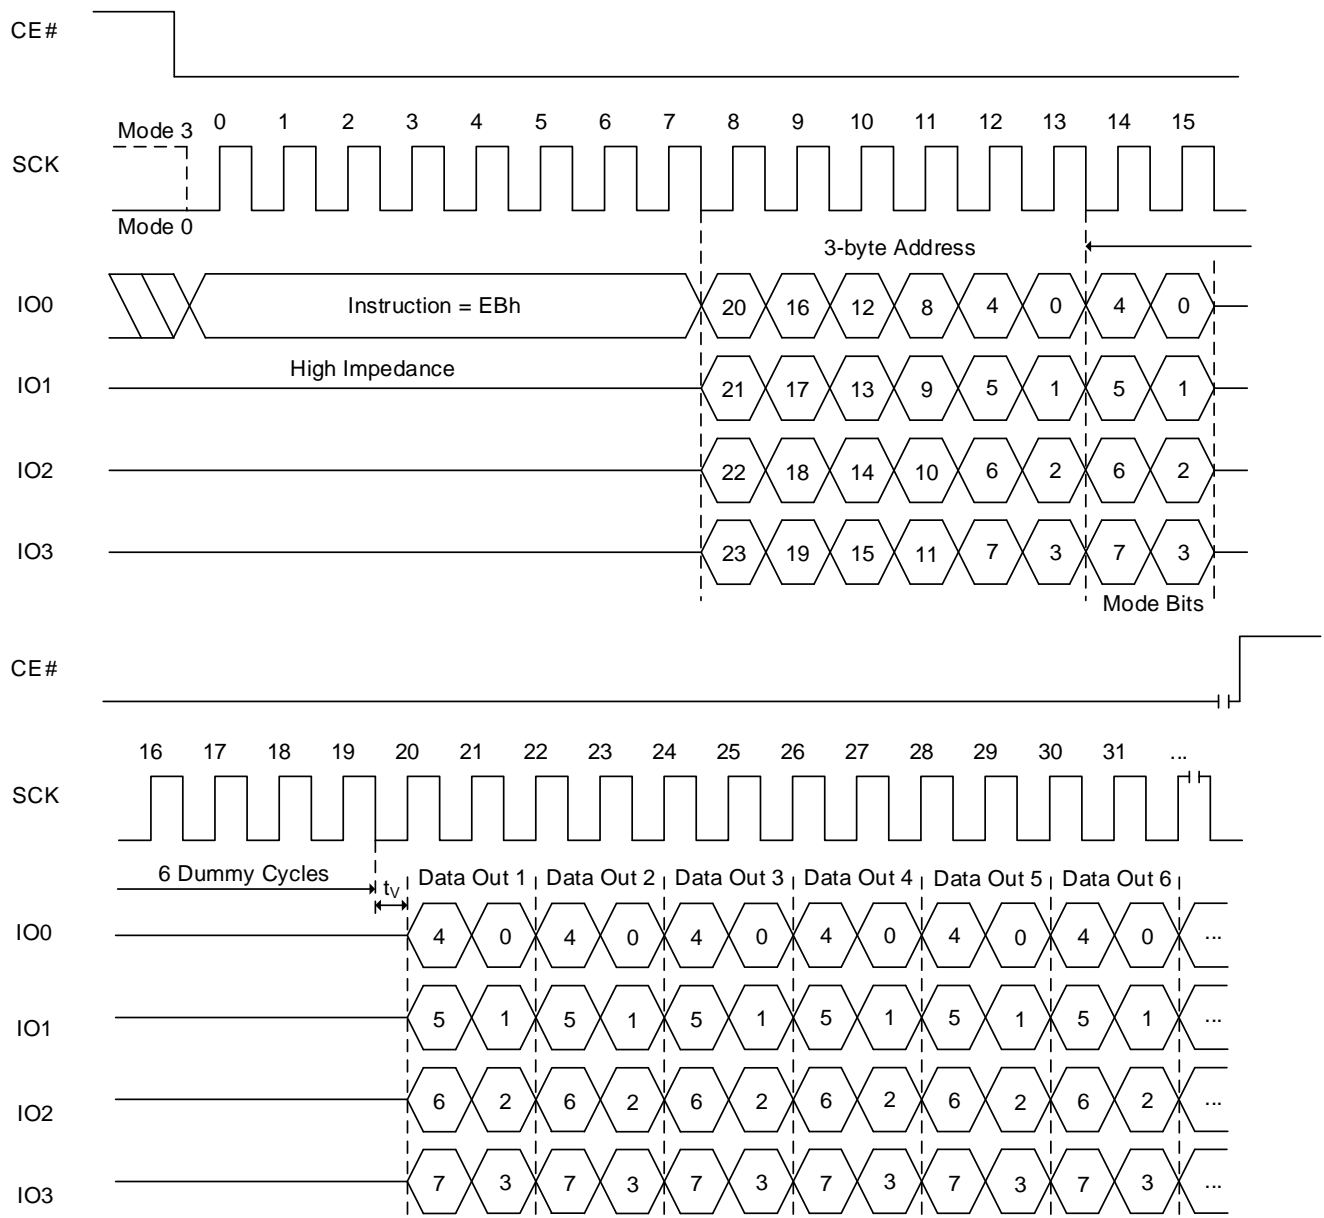 CE#
Mode 3 0 1 2 3 4 5 6 7 8 9 10 11 12 13 14 15
SCK
Mode 0
3-byte Address
IO0 Instruction = EBh 20 16 12 8 4 0 4 0
High Impedance
IO1 21 17 13 9 5 1 5 1
IO2 22 18 14 10 6 2 6 2
IO3 23 19 15 11 7 3 7 3
Mode Bits
CE#
16 17 18 19 20 21 22 23 24 25 26 27 28 29 30 31 ...
SCK
6 Dummy Cycles tV Data Out 1 Data Out 2 Data Out 3 Data Out 4 Data Out 5 Data Out 6
IO0 4 0 4 0 4 0 4 0 4 0 4 0 ...
IO1 5 1 5 1 5 1 5 1 5 1 5 1 ...
IO2 6 2 6 2 6 2 6 2 6 2 6 2 ...
IO3 7 3 7 3 7 3 7 3 7 3 7 3 ...